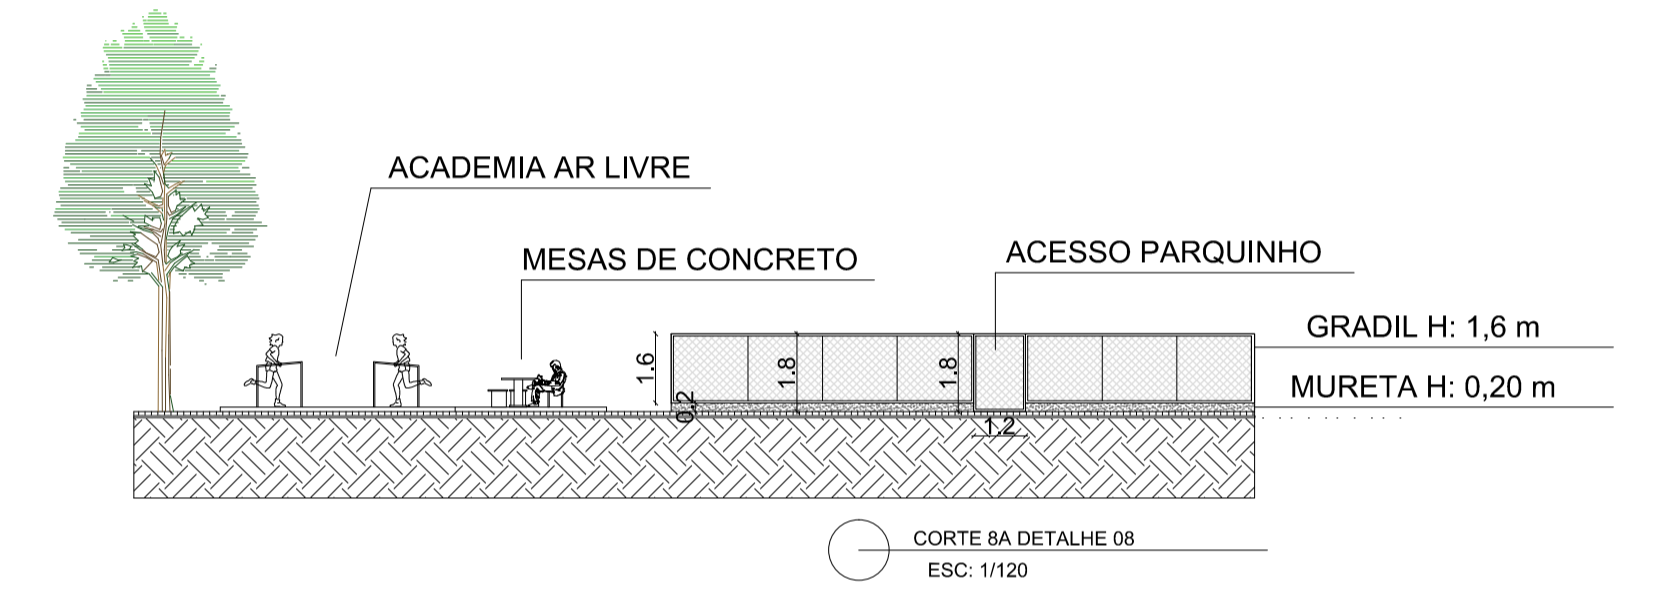 ACADEMIA AR LIVRE
MESAS DE CONCRETO
ACESSO PARQUINHO
GRADIL H: 1,6 m
MURETA H: 0,20 m
1.6
0.2
1.8
1.8
1.2
CORTE 8A DETALHE 08
ESC: 1/120